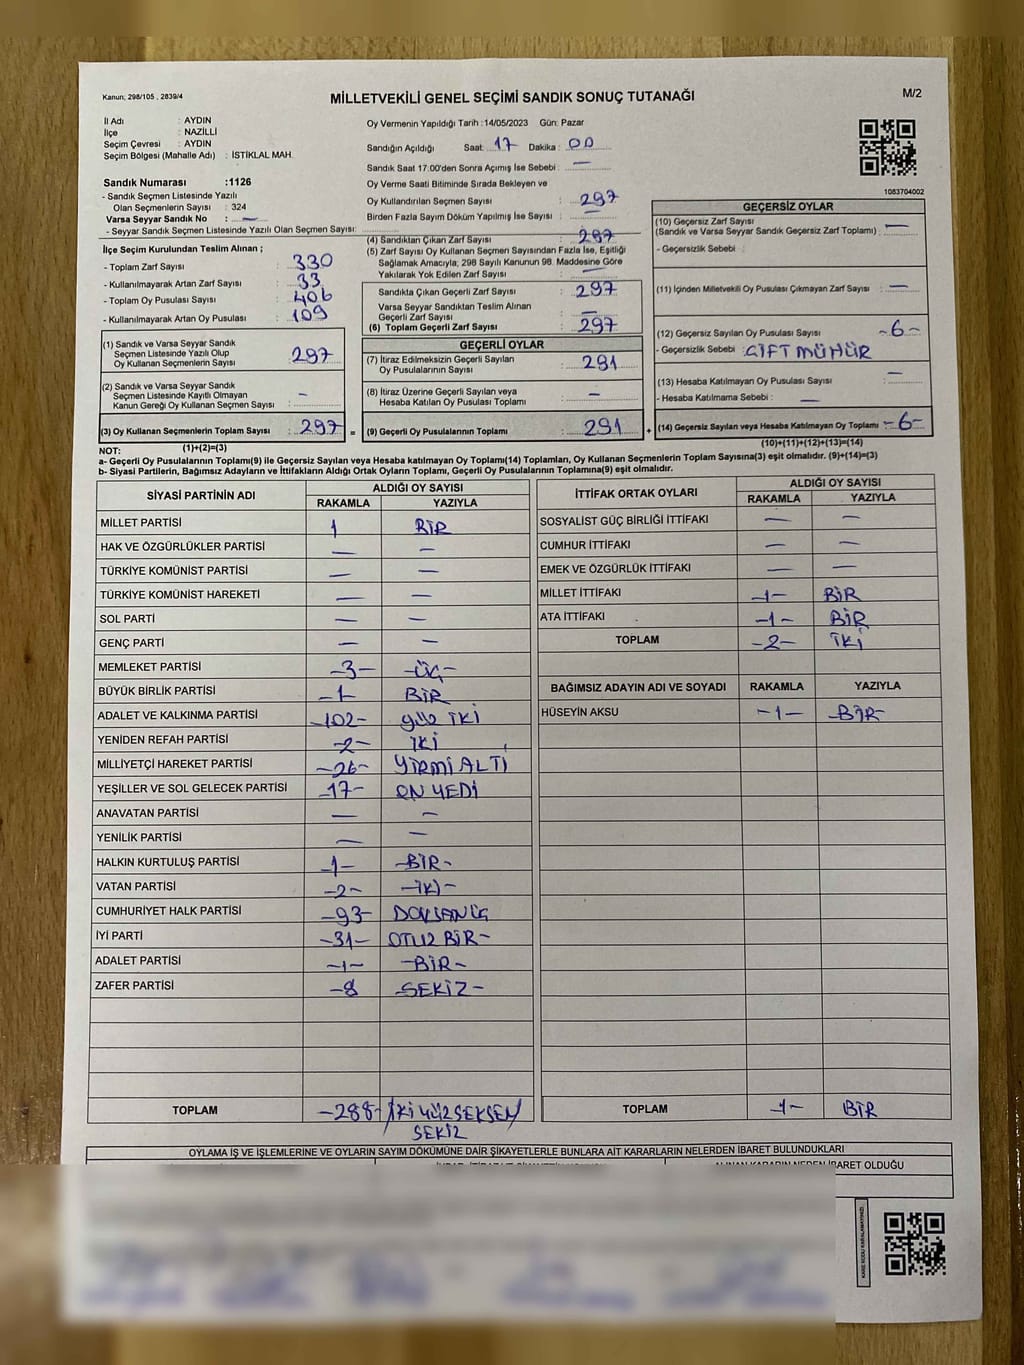 Kanun; 298/105 , 2839/4
MİLLETVEKİLİ GENEL SEÇİMİ SANDIK SONUÇ TUTANAĞI
M/2
İl Adı : AYDIN
İlçe : NAZİLLİ
Seçim Çevresi : AYDIN
Seçim Bölgesi (Mahalle Adı) : İSTİKLAL MAH.
Sandık Numarası :1126
- Sandık Seçmen Listesinde Yazılı
Olan Seçmenlerin Sayısı : 324
Varsa Seyyar Sandık No : —
- Seyyar Sandık Seçmen Listesinde Yazılı Olan Seçmen Sayısı:
Oy Vermenin Yapıldığı Tarih :14/05/2023 Gün: Pazar
Sandığın Açıldığı Saat: 17 Dakika : 00
Sandık Saat 17:00'den Sonra Açımış İse Sebebi : —
Oy Verme Saati Bitiminde Sırada Bekleyen ve
Oy Kullandırılan Seçmen Sayısı : 297
Birden Fazla Sayım Döküm Yapılmış İse Sayısı : —
1083704002
İlçe Seçim Kurulundan Teslim Alınan ;
- Toplam Zarf Sayısı : 330
- Kullanılmayarak Artan Zarf Sayısı : 33
- Toplam Oy Pusulası Sayısı : 406
- Kullanılmayarak Artan Oy Pusulası : 109
(4) Sandıktan Çıkan Zarf Sayısı : 297
(5) Zarf Sayısı Oy Kullanan Seçmen Sayısından Fazla İse, Eşitliği
Sağlamak Amacıyla; 298 Sayılı Kanunun 98. Maddesine Göre
Yakılarak Yok Edilen Zarf Sayısı : —
Sandıkta Çıkan Geçerli Zarf Sayısı : 297
Varsa Seyyar Sandıktan Teslim Alınan
Geçerli Zarf Sayısı : —
(6) Toplam Geçerli Zarf Sayısı : 297
GEÇERSİZ OYLAR
(10) Geçersiz Zarf Sayısı
(Sandık ve Varsa Seyyar Sandık Geçersiz Zarf Toplamı) : —
- Geçersizlik Sebebi :
(11) İçinden Milletvekili Oy Pusulası Çıkmayan Zarf Sayısı : —
(12) Geçersiz Sayılan Oy Pusulası Sayısı : -6-
- Geçersizlik Sebebi : ÇİFT MÜHÜR
(13) Hesaba Katılmayan Oy Pusulası Sayısı : —
- Hesaba Katılmama Sebebi : —
(14) Geçersiz Sayılan veya Hesaba Katılmayan Oy Toplamı : -6-
(10)+(11)+(12)+(13)=(14)
(1) Sandık ve Varsa Seyyar Sandık
Seçmen Listesinde Yazılı Olup
Oy Kullanan Seçmenlerin Sayısı : 297
(2) Sandık ve Varsa Seyyar Sandık
Seçmen Listesinde Kayıtlı Olmayan
Kanun Gereği Oy Kullanan Seçmen Sayısı : -
(3) Oy Kullanan Seçmenlerin Toplam Sayısı : 297 =
(1)+(2)=(3)
GEÇERLİ OYLAR
(7) İtiraz Edilmeksizin Geçerli Sayılan
Oy Pusulalarının Sayısı : 291
(8) İtiraz Üzerine Geçerli Sayılan veya
Hesaba Katılan Oy Pusulası Toplamı : -
(9) Geçerli Oy Pusulalarının Toplamı : 291 +
NOT:
a- Geçerli Oy Pusulalarının Toplamı(9) ile Geçersiz Sayılan veya Hesaba Katılmayan Oy Toplamı(14) Toplamları, Oy Kullanan Seçmenlerin Toplam Sayısına(3) eşit olmalıdır. (9)+(14)=(3)
b- Siyasi Partilerin, Bağımsız Adayların ve İttifakların Aldığı Ortak Oyların Toplamı, Geçerli Oy Pusulalarının Toplamına(9) eşit olmalıdır.
SİYASİ PARTİNİN ADI ALDIĞI OY SAYISI
RAKAMLA YAZIYLA
MİLLET PARTİSİ 1 BİR
HAK VE ÖZGÜRLÜKLER PARTİSİ — —
TÜRKİYE KOMÜNİST PARTİSİ — —
TÜRKİYE KOMÜNİST HAREKETİ — —
SOL PARTİ — —
GENÇ PARTİ — —
MEMLEKET PARTİSİ -3- -ÜÇ-
BÜYÜK BİRLİK PARTİSİ -1- BİR
ADALET VE KALKINMA PARTİSİ -102- YÜZ İKİ
YENİDEN REFAH PARTİSİ -2- İKİ
MİLLİYETÇİ HAREKET PARTİSİ -26- YİRMİ ALTI
YEŞİLLER VE SOL GELECEK PARTİSİ -17- ON YEDİ
ANAVATAN PARTİSİ — —
YENİLİK PARTİSİ — —
HALKIN KURTULUŞ PARTİSİ -1- -BİR-
VATAN PARTİSİ -2- -İKİ-
CUMHURİYET HALK PARTİSİ -93- DOKSAN ÜÇ
İYİ PARTİ -31- OTUZ BİR-
ADALET PARTİSİ -1- -BİR-
ZAFER PARTİSİ -8 -SEKİZ-
TOPLAM -288- İKİ YÜZ SEKSEN
SEKİZ
İTTİFAK ORTAK OYLARI ALDIĞI OY SAYISI
RAKAMLA YAZIYLA
SOSYALİST GÜÇ BİRLİĞİ İTTİFAKI — —
CUMHUR İTTİFAKI — —
EMEK VE ÖZGÜRLÜK İTTİFAKI — —
MİLLET İTTİFAKI -1- BİR
ATA İTTİFAKI -1- BİR
TOPLAM -2- İKİ
BAĞIMSIZ ADAYIN ADI VE SOYADI RAKAMLA YAZIYLA
HÜSEYİN AKSU -1- -BİR-
TOPLAM -1- BİR
OYLAMA İŞ VE İŞLEMLERİNE VE OYLARIN SAYIM DÖKÜMÜNE DAİR ŞİKAYETLERLE BUNLARA AİT KARARLARIN NELERDEN İBARET BULUNDUKLARI
ALINAN KARARIN NEDEN İBARET OLDUĞU
KARE KODU KARALAMAYINIZ!